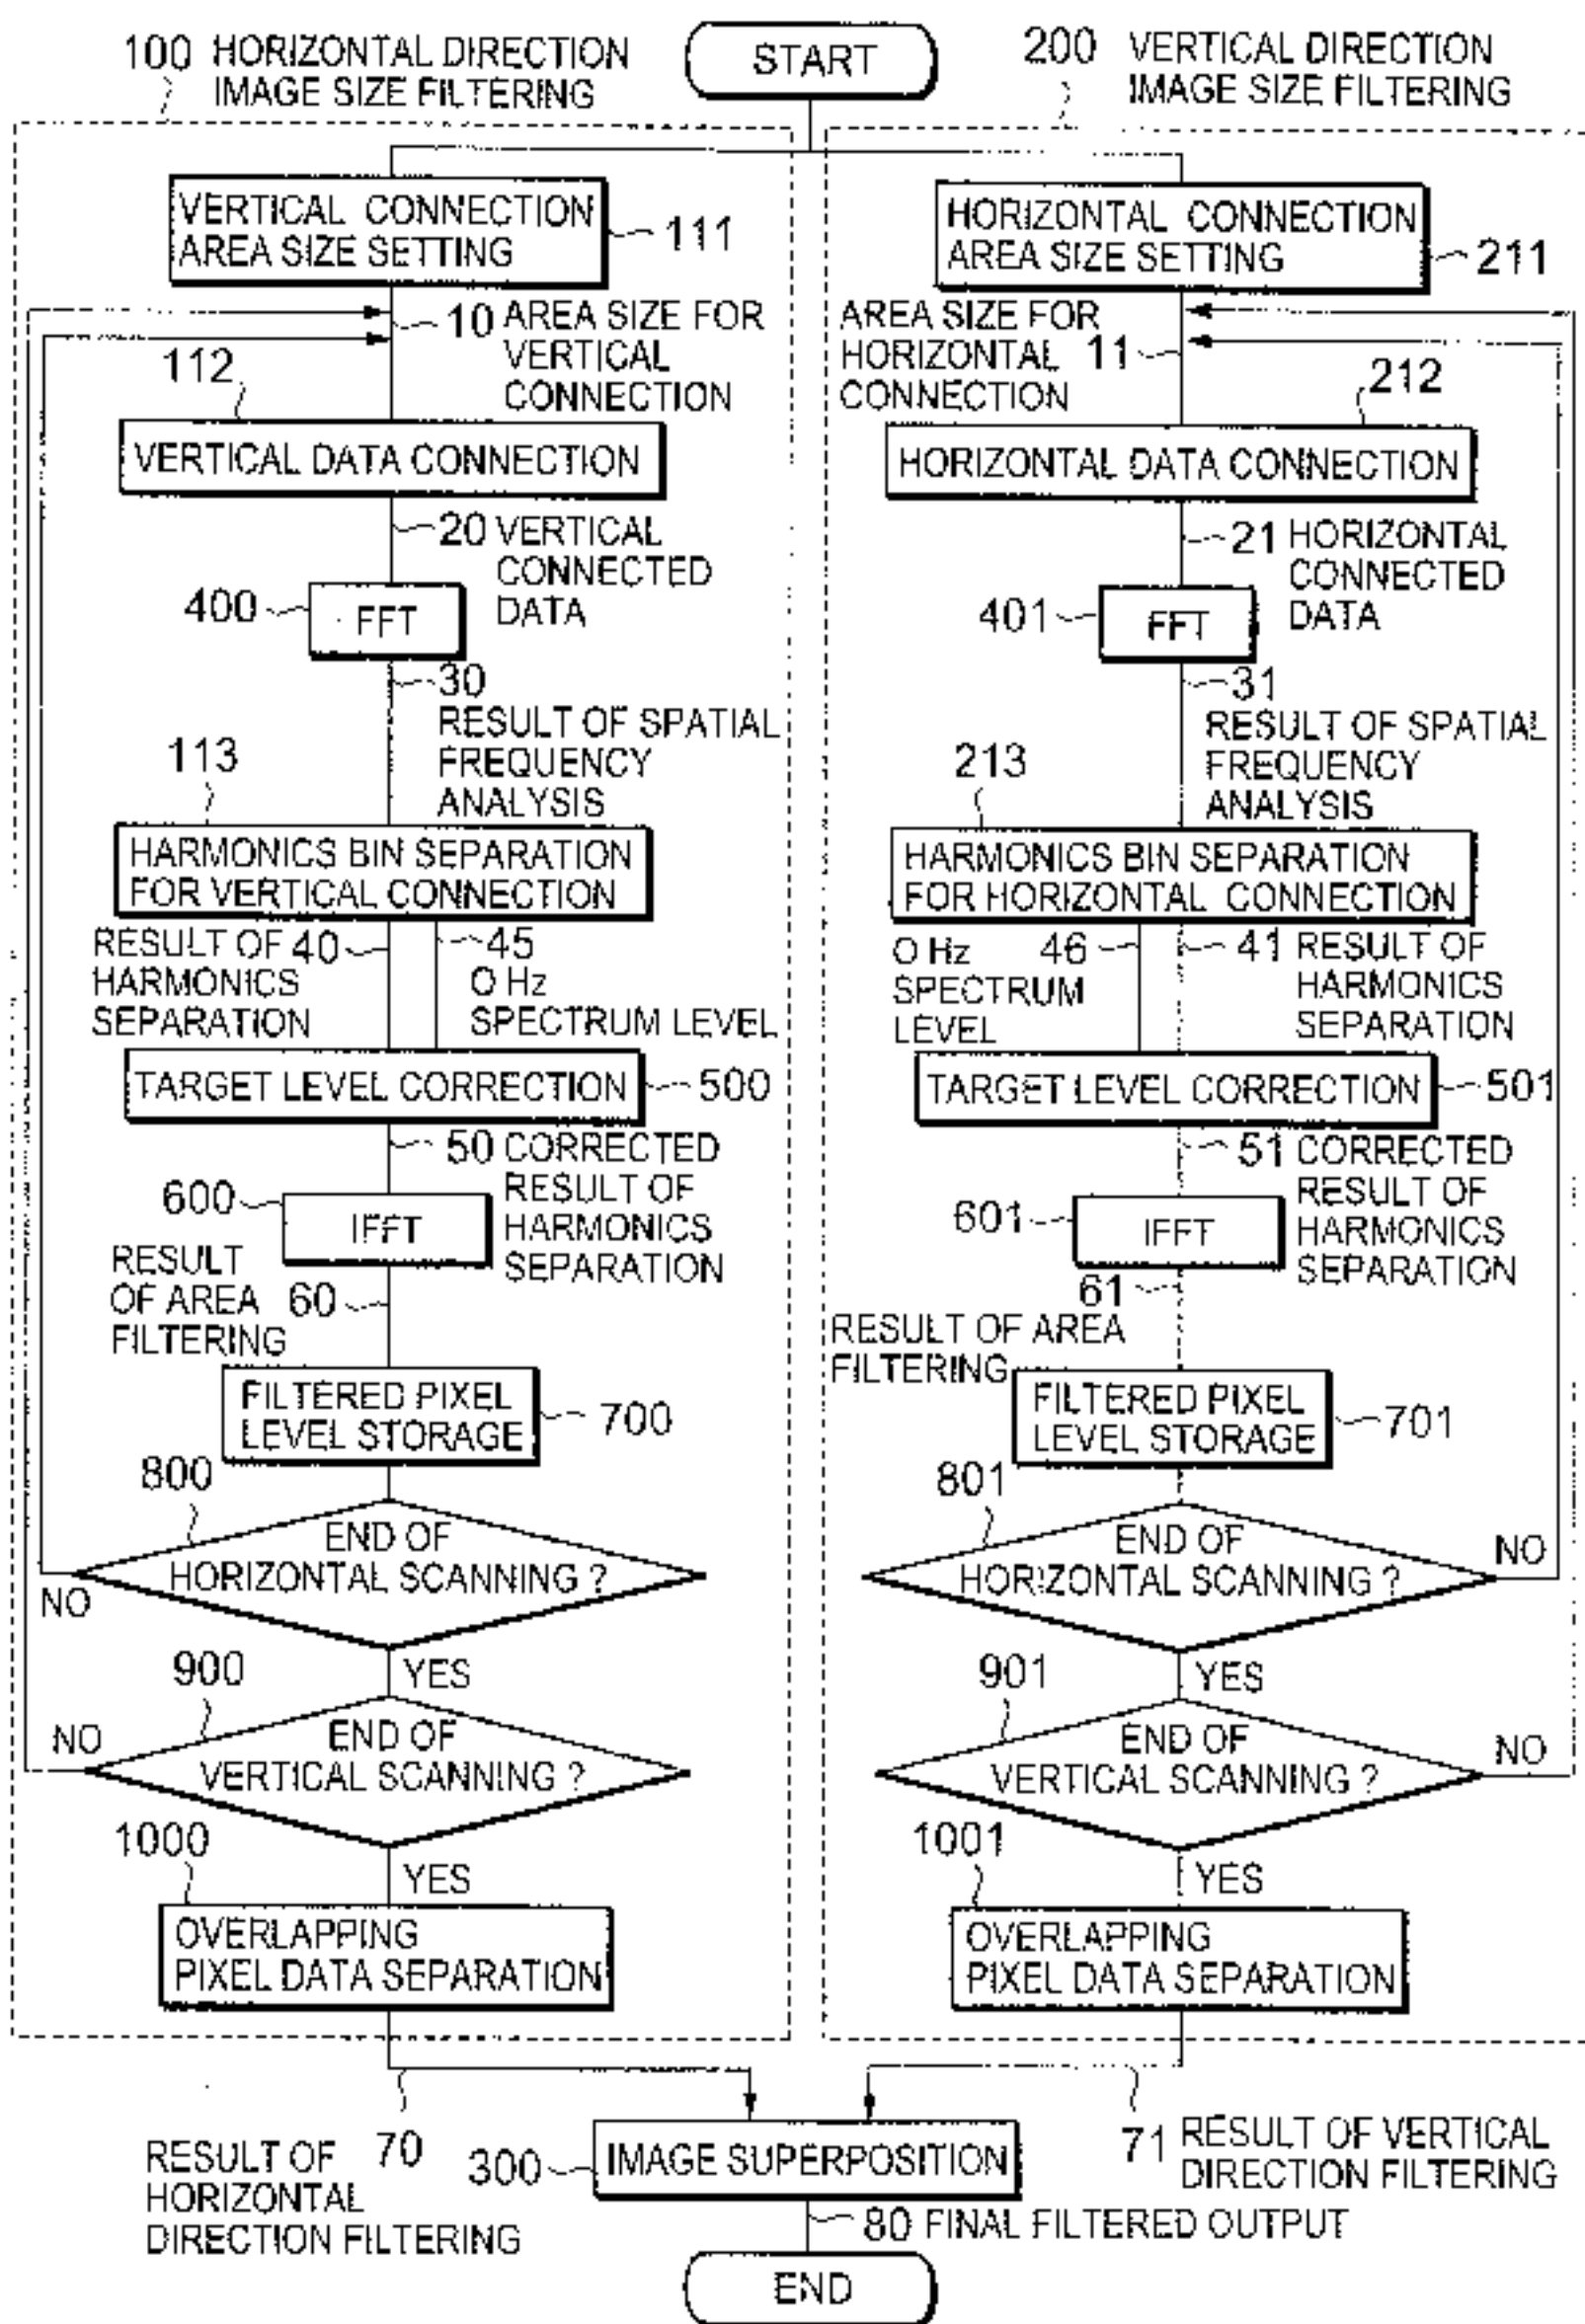 START
100 HORIZONTAL DIRECTION
IMAGE SIZE FILTERING
VERTICAL CONNECTION
AREA SIZE SETTING
111
10 AREA SIZE FOR
VERTICAL
CONNECTION
112
VERTICAL DATA CONNECTION
20 VERTICAL
CONNECTED
DATA
400
FFT
30
RESULT OF SPATIAL
FREQUENCY
ANALYSIS
113
HARMONICS BIN SEPARATION
FOR VERTICAL CONNECTION
RESULT OF 40
HARMONICS
SEPARATION
45
O Hz
SPECTRUM LEVEL
TARGET LEVEL CORRECTION
500
50 CORRECTED
RESULT OF
HARMONICS
SEPARATION
600
IFFT
RESULT
OF AREA 60
FILTERING
FILTERED PIXEL
LEVEL STORAGE
700
800
END OF
HORIZONTAL SCANNING ?
NO
YES
900
END OF
VERTICAL SCANNING ?
NO
YES
1000
OVERLAPPING
PIXEL DATA SEPARATION
70
RESULT OF
HORIZONTAL
DIRECTION FILTERING
200 VERTICAL DIRECTION
IMAGE SIZE FILTERING
HORIZONTAL CONNECTION
AREA SIZE SETTING
211
AREA SIZE FOR
HORIZONTAL 11
CONNECTION
212
HORIZONTAL DATA CONNECTION
21 HORIZONTAL
CONNECTED
DATA
401
FFT
31
RESULT OF SPATIAL
FREQUENCY
ANALYSIS
213
HARMONICS BIN SEPARATION
FOR HORIZONTAL CONNECTION
O Hz 46
SPECTRUM
LEVEL
41 RESULT OF
HARMONICS
SEPARATION
TARGET LEVEL CORRECTION
501
51 CORRECTED
RESULT OF
HARMONICS
SEPARATION
601
IFFT
61
RESULT OF AREA
FILTERING
FILTERED PIXEL
LEVEL STORAGE
701
801
END OF
HORIZONTAL SCANNING ?
NO
YES
901
END OF
VERTICAL SCANNING ?
NO
YES
1001
OVERLAPPING
PIXEL DATA SEPARATION
71 RESULT OF VERTICAL
DIRECTION FILTERING
300
IMAGE SUPERPOSITION
80 FINAL FILTERED OUTPUT
END